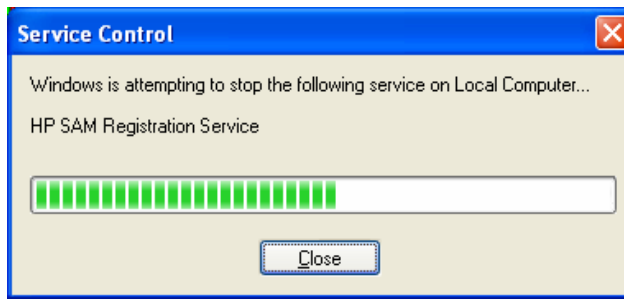 Service Control
Windows is attempting to stop the following service on Local Computer...
HP SAM Registration Service
Close